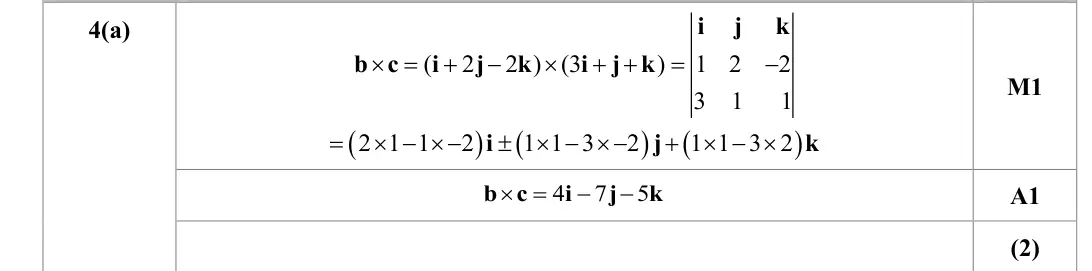 4(a)
b × c = (i + 2j − 2k) × (3i + j + k) = |i j k|
|1 2 −2|
|3 1 1|
M1
= (2×1−1×−2)i ± (1×1−3×−2)j + (1×1−3×2)k
b × c = 4i − 7j − 5k
A1
(2)